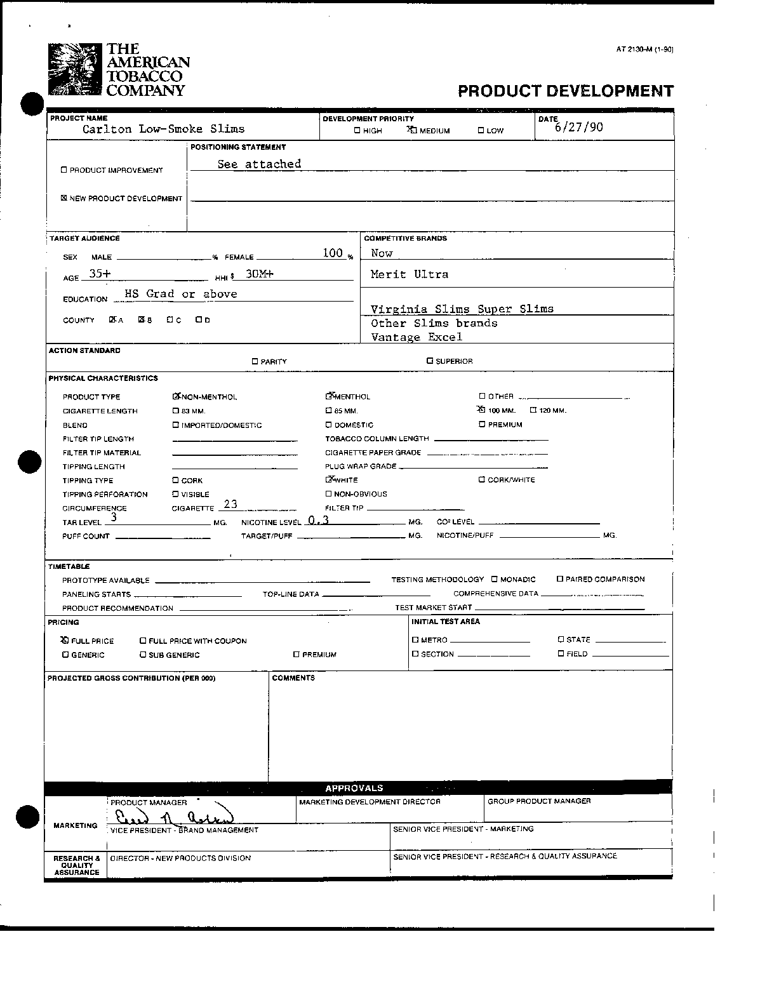 AT 2130-M (1-90)
THE
AMERICAN
TOBACCO
COMPANY
PRODUCT DEVELOPMENT
PROJECT NAME
Carlton Low-Smoke Slims
DEVELOPMENT PRIORITY
☐ HIGH ☒ MEDIUM ☐ LOW
DATE
6/27/90
POSITIONING STATEMENT
See attached
☐ PRODUCT IMPROVEMENT
☒ NEW PRODUCT DEVELOPMENT
TARGET AUDIENCE
SEX MALE % FEMALE 100 %
AGE 35+ HHI $ 30M+
EDUCATION HS Grad or above
COUNTY ☒ A ☒ B ☐ C ☐ D
COMPETITIVE BRANDS
Now
Merit Ultra
Virginia Slims Super Slims
Other Slims brands
Vantage Excel
ACTION STANDARD
☐ PARITY ☐ SUPERIOR
PHYSICAL CHARACTERISTICS
PRODUCT TYPE ☒ NON-MENTHOL ☒ MENTHOL ☐ OTHER
CIGARETTE LENGTH ☐ 83 MM. ☐ 85 MM. ☒ 100 MM. ☐ 120 MM.
BLEND ☐ IMPORTED/DOMESTIC ☐ DOMESTIC ☐ PREMIUM
FILTER TIP LENGTH TOBACCO COLUMN LENGTH
FILTER TIP MATERIAL CIGARETTE PAPER GRADE
TIPPING LENGTH PLUG WRAP GRADE
TIPPING TYPE ☐ CORK ☒ WHITE ☐ CORK/WHITE
TIPPING PERFORATION ☐ VISIBLE ☐ NON-OBVIOUS
CIRCUMFERENCE CIGARETTE 23 FILTER TIP
TAR LEVEL 3 MG. NICOTINE LEVEL 0.3 MG. CO² LEVEL
PUFF COUNT TARGET/PUFF MG. NICOTINE/PUFF MG.
TIMETABLE
PROTOTYPE AVAILABLE TESTING METHODOLOGY ☐ MONADIC ☐ PAIRED COMPARISON
PANELING STARTS TOP-LINE DATA COMPREHENSIVE DATA
PRODUCT RECOMMENDATION TEST MARKET START
PRICING
☒ FULL PRICE ☐ FULL PRICE WITH COUPON
☐ GENERIC ☐ SUB GENERIC ☐ PREMIUM
INITIAL TEST AREA
☐ METRO ☐ STATE
☐ SECTION ☐ FIELD
PROJECTED GROSS CONTRIBUTION (PER 000)
COMMENTS
APPROVALS
MARKETING
PRODUCT MANAGER
MARKETING DEVELOPMENT DIRECTOR
GROUP PRODUCT MANAGER
VICE PRESIDENT - BRAND MANAGEMENT
SENIOR VICE PRESIDENT - MARKETING
RESEARCH &
QUALITY
ASSURANCE
DIRECTOR - NEW PRODUCTS DIVISION
SENIOR VICE PRESIDENT - RESEARCH & QUALITY ASSURANCE